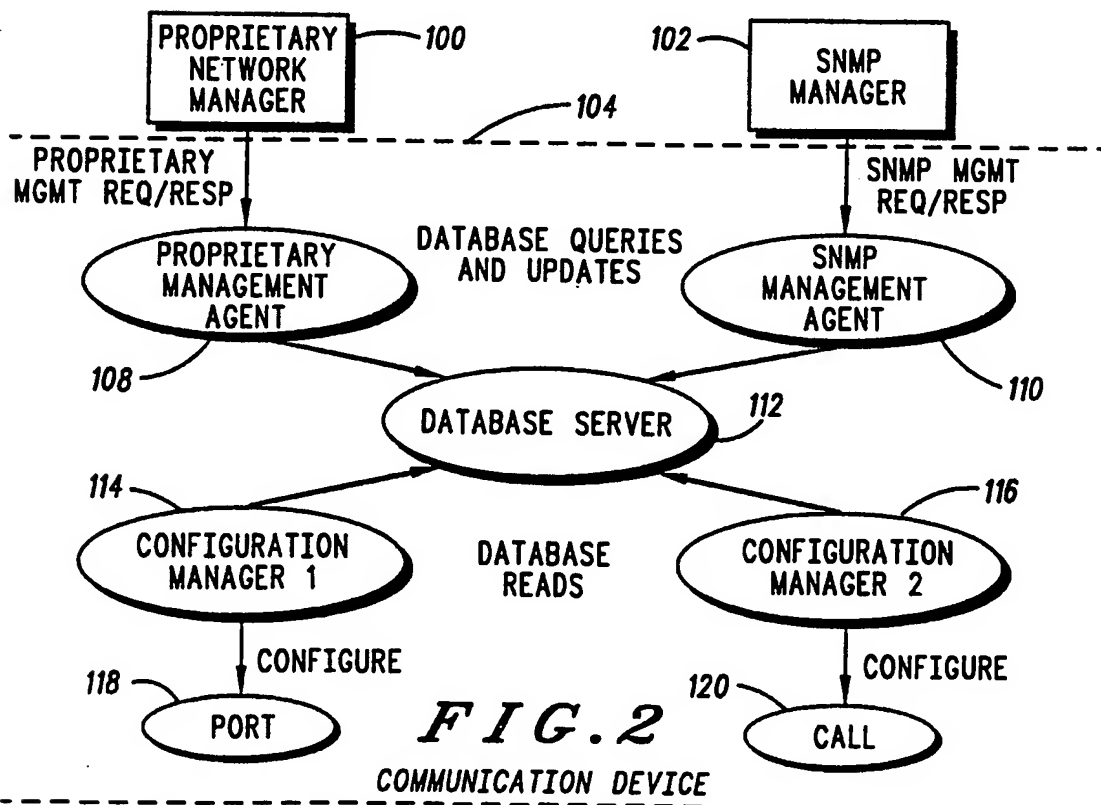 PROPRIETARY
NETWORK
MANAGER
100
102
SNMP
MANAGER
104
PROPRIETARY
MGMT REQ/RESP
SNMP MGMT
REQ/RESP
PROPRIETARY
MANAGEMENT
AGENT
DATABASE QUERIES
AND UPDATES
SNMP
MANAGEMENT
AGENT
108
110
DATABASE SERVER
112
114
116
CONFIGURATION
MANAGER 1
DATABASE
READS
CONFIGURATION
MANAGER 2
CONFIGURE
CONFIGURE
118
PORT
120
CALL
FIG.2
COMMUNICATION DEVICE